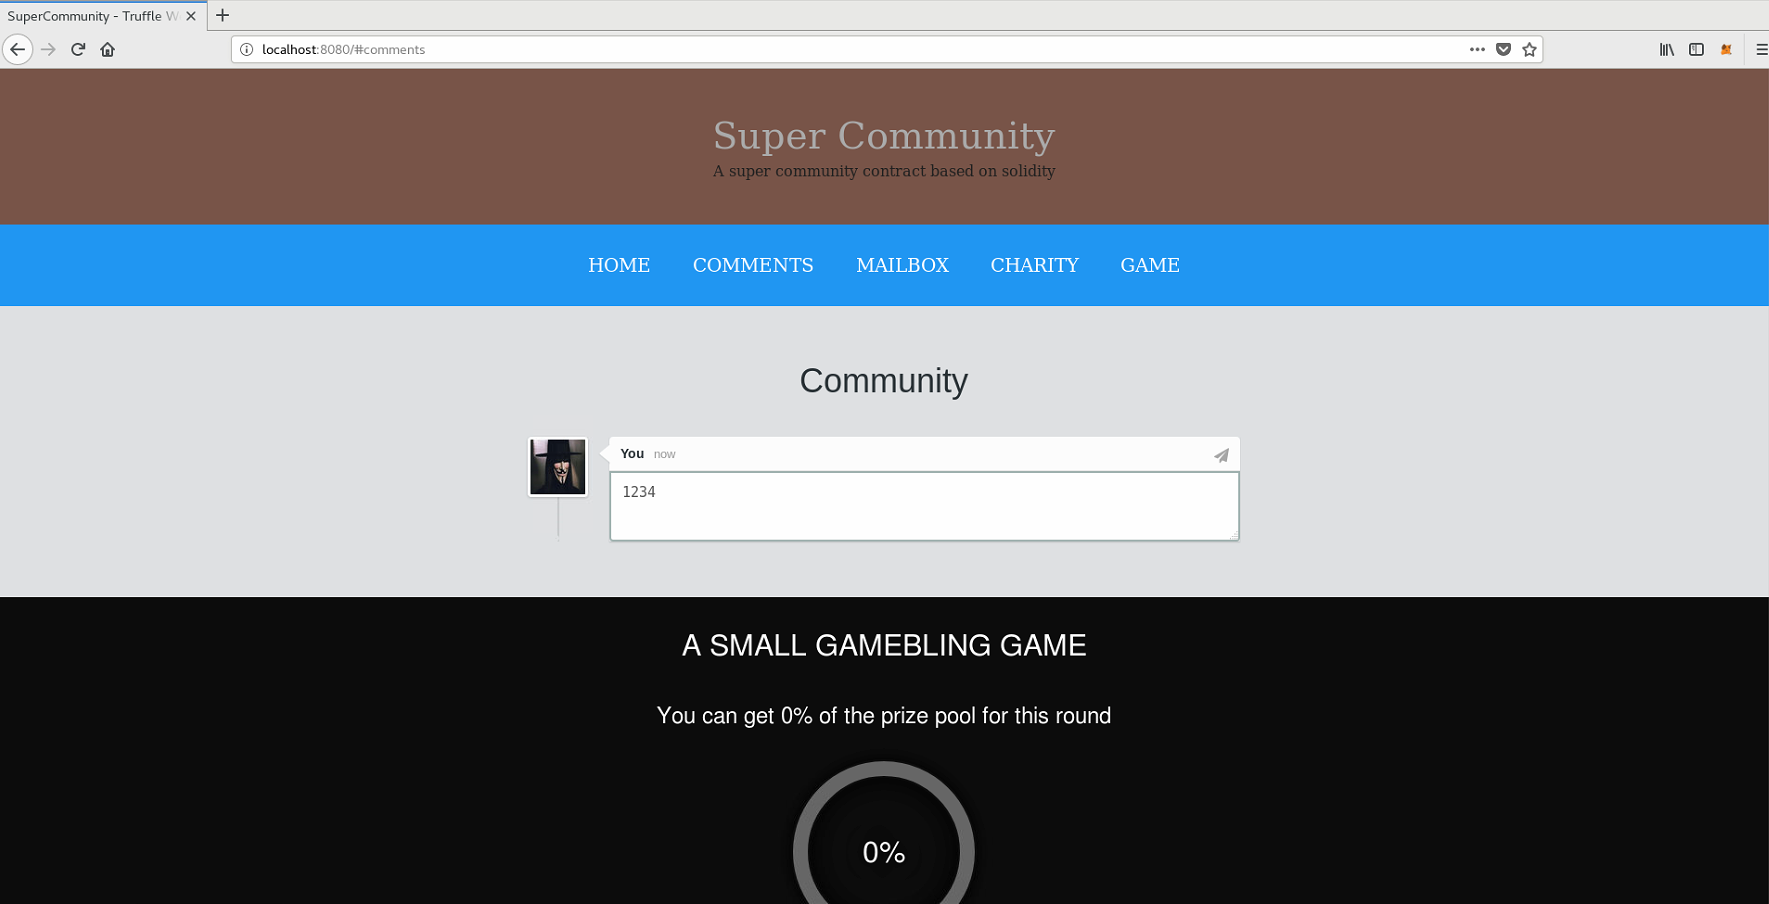 SuperCommunity - Truffle W
localhost:8080/#comments
Super Community
A super community contract based on solidity
HOME COMMENTS MAILBOX CHARITY GAME
Community
You now
1234
A SMALL GAMEBLING GAME
You can get 0% of the prize pool for this round
0%